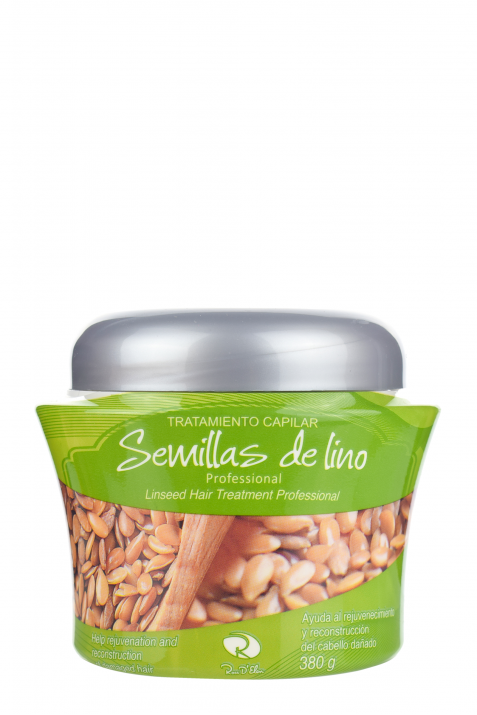 TRATAMIENTO CAPILAR
Semillas de lino
Professional
Linseed Hair Treatment Professional
Help rejuvenation and
reconstruction
hair
Ayuda al rejuvenecimiento
y reconstrucción
del cabello dañado
380 g